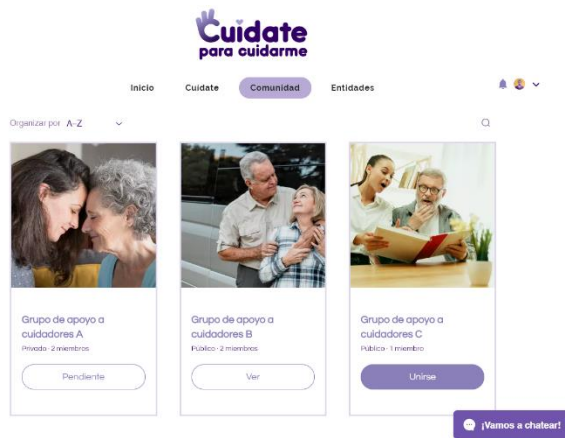 Cuidate
para cuidarme
Inicio Cuídate Comunidad Entidades
Organizar por A-Z
Grupo de apoyo a
cuidadores A
Privado · 2 miembros
Pendiente
Grupo de apoyo a
cuidadores B
Público · 2 miembros
Ver
Grupo de apoyo a
cuidadores C
Público · 1 miembro
Unirse
¡Vamos a chatear!